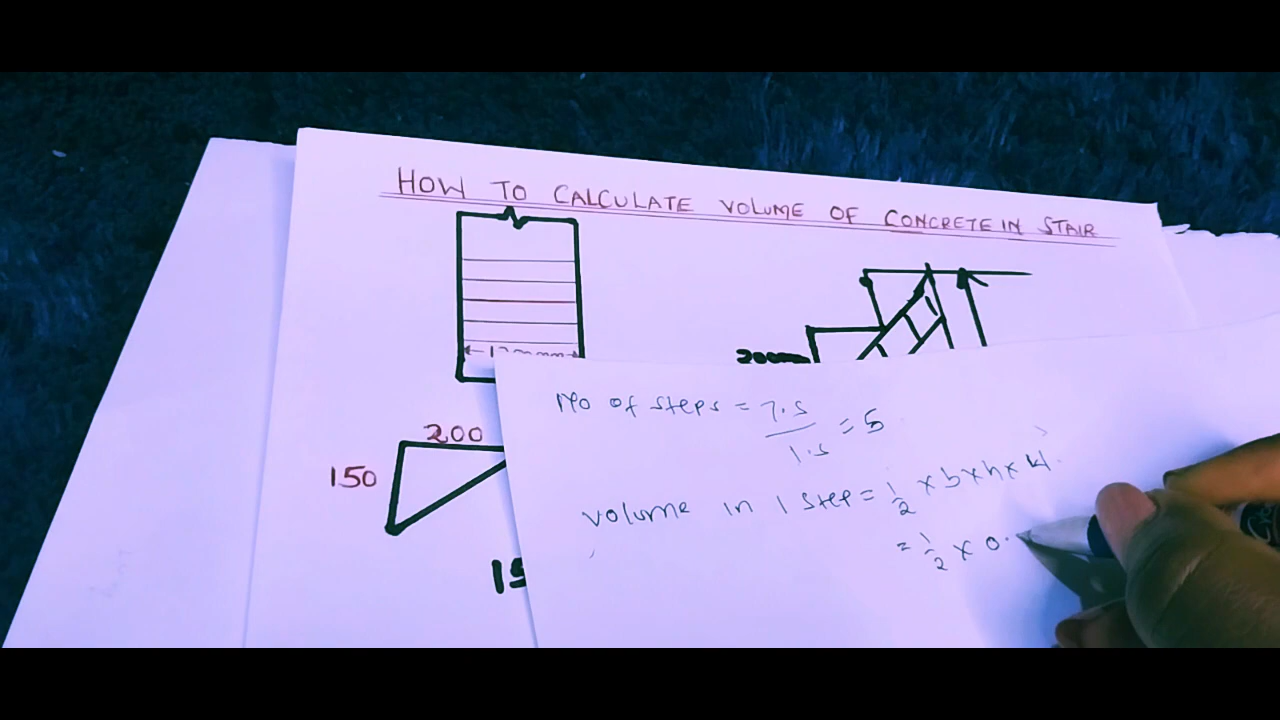 HOW TO CALCULATE VOLUME OF CONCRETE IN STAIR
200
150
No of steps = 7.5
1.5
= 5
volume in 1 step = 1/2 x b x h x w
= 1/2 x 0.